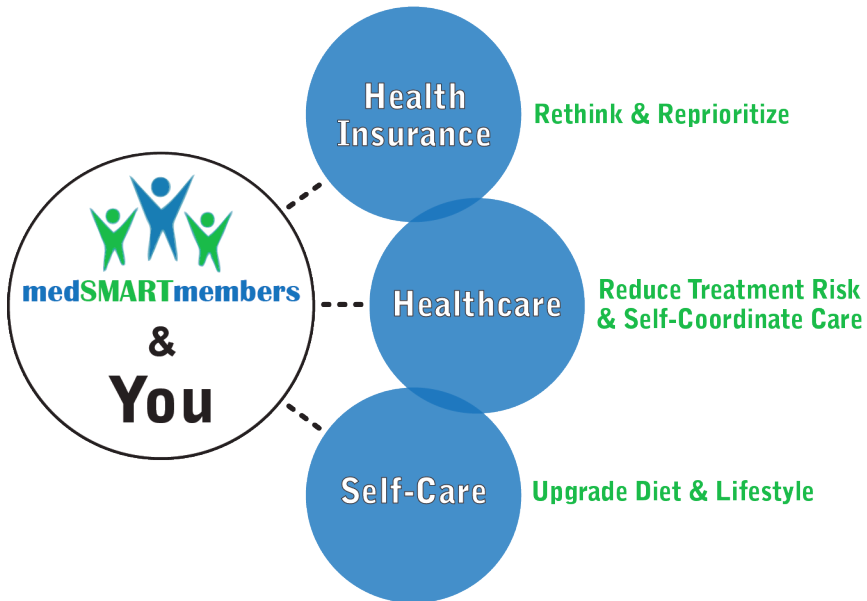 Health
Insurance
Rethink & Reprioritize
medSMARTmembers
&
You
Healthcare
Reduce Treatment Risk
& Self-Coordinate Care
Self-Care
Upgrade Diet & Lifestyle